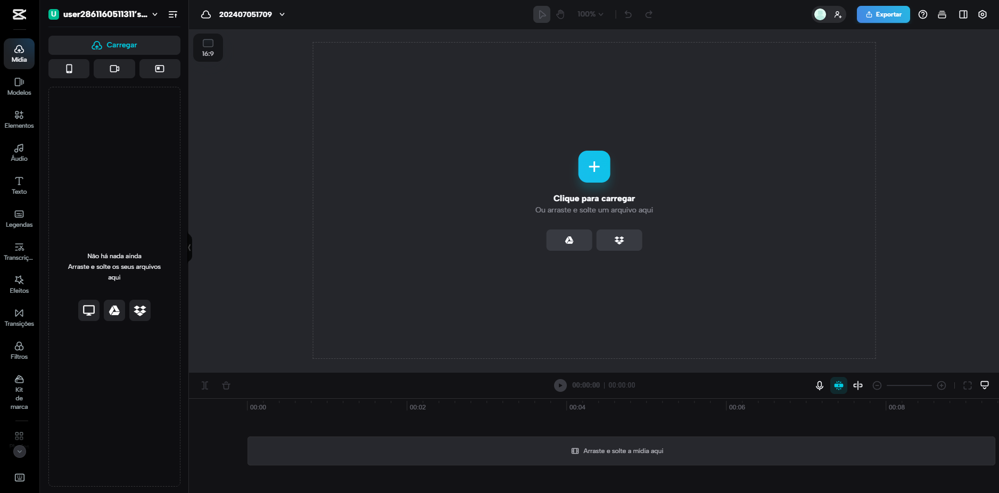 U user2861160511311's...
202407051709
100%
Exportar
Carregar
16:9
Mídia
Modelos
Elementos
Áudio
Texto
Legendas
Transcriç...
Efeitos
Transições
Filtros
Kit
de
marca
Não há nada ainda
Arraste e solte os seus arquivos
aqui
Clique para carregar
Ou arraste e solte um arquivo aqui
00:00:00 | 00:00:00
00:00
00:02
00:04
00:06
00:08
Arraste e solte a mídia aqui